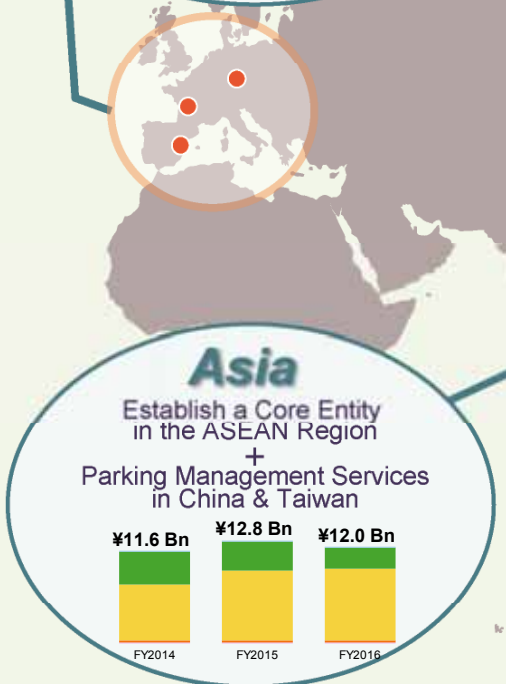 Asia
Establish a Core Entity
in the ASEAN Region
+
Parking Management Services
in China & Taiwan
¥11.6 Bn ¥12.8 Bn ¥12.0 Bn
FY2014 FY2015 FY2016